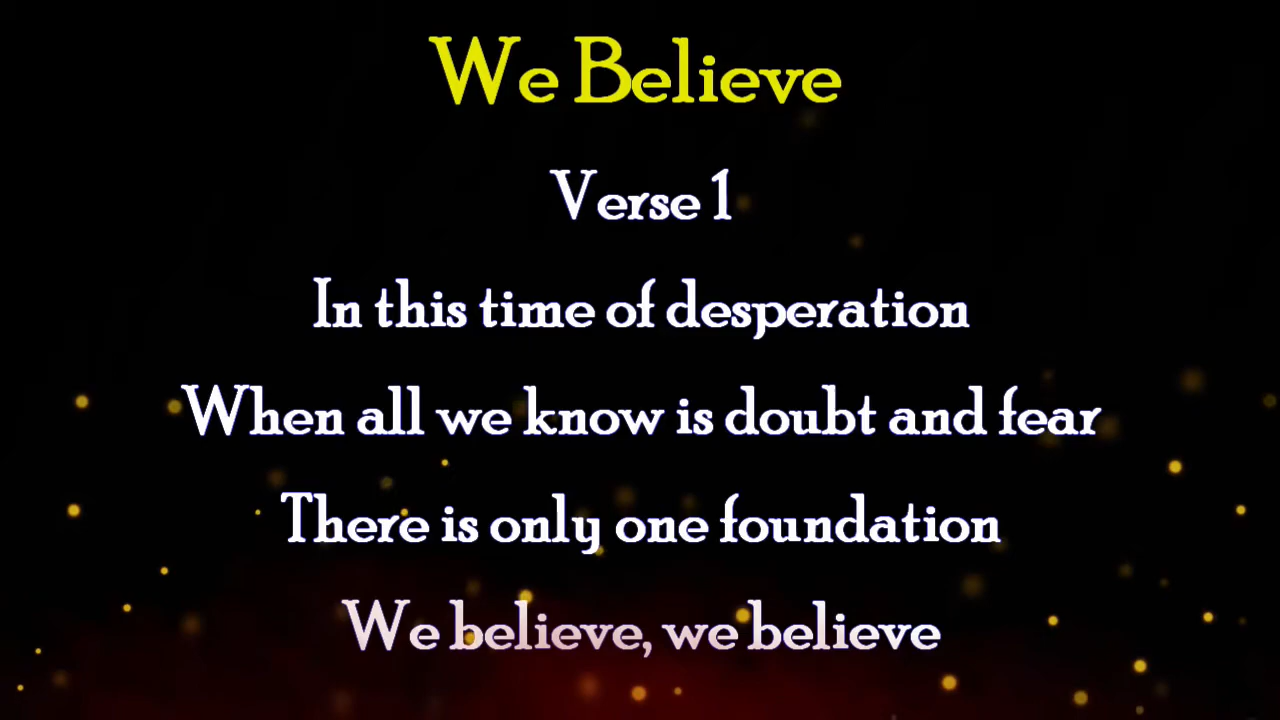 We Believe
Verse 1
In this time of desperation
When all we know is doubt and fear
There is only one foundation
We believe, we believe